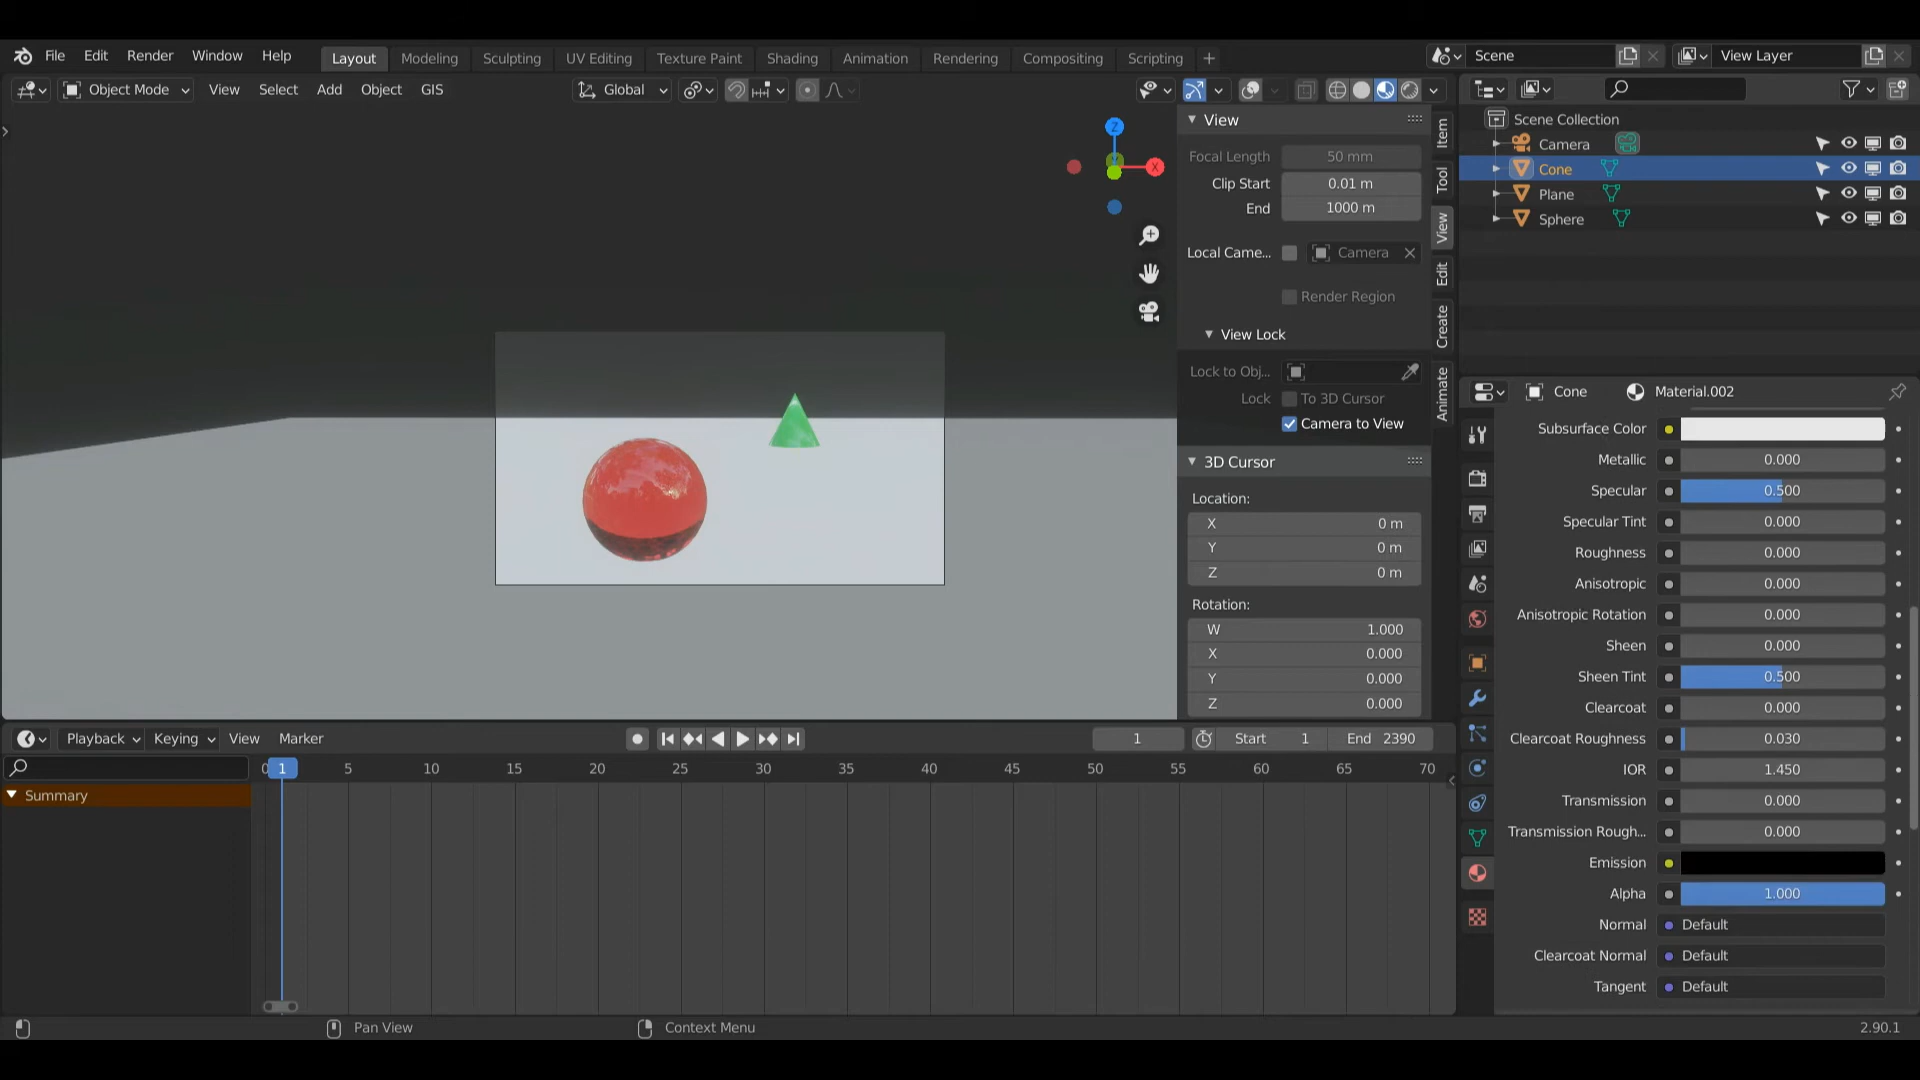 File Edit Render Window Help Layout Modeling Sculpting UV Editing Texture Paint Shading Animation Rendering Compositing Scripting + Scene View Layer
Object Mode View Select Add Object GIS Global
Z
X
View
Focal Length 50 mm
Clip Start 0.01 m
End 1000 m
Local Came... Camera
Render Region
View Lock
Lock to Obj...
Lock To 3D Cursor
Camera to View
3D Cursor
Location:
X 0 m
Y 0 m
Z 0 m
Rotation:
W 1.000
X 0.000
Y 0.000
Z 0.000
Item
Tool
View
Edit
Create
Animate
Scene Collection
Camera
Cone
Plane
Sphere
Cone Material.002
Subsurface Color
Metallic 0.000
Specular 0.500
Specular Tint 0.000
Roughness 0.000
Anisotropic 0.000
Anisotropic Rotation 0.000
Sheen 0.000
Sheen Tint 0.500
Clearcoat 0.000
Clearcoat Roughness 0.030
IOR 1.450
Transmission 0.000
Transmission Rough... 0.000
Emission
Alpha 1.000
Normal Default
Clearcoat Normal Default
Tangent Default
Playback Keying View Marker 1 Start 1 End 2390
0 1 5 10 15 20 25 30 35 40 45 50 55 60 65 70
Summary
Pan View Context Menu 2.90.1